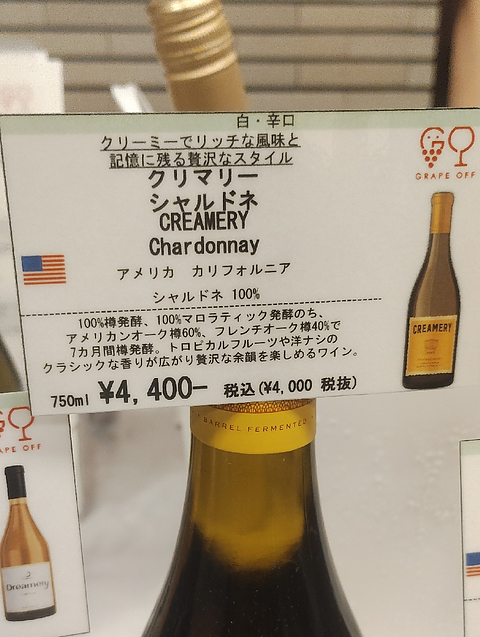 白・辛口
クリーミーでリッチな風味と
記憶に残る贅沢なスタイル
クリマリー
シャルドネ
CREAMERY
Chardonnay
アメリカ カリフォルニア
シャルドネ 100%
100%樽発酵、100%マロラティック発酵のち、
アメリカンオーク樽60%、フレンチオーク樽40%で
7カ月間樽発酵。トロピカルフルーツや洋ナシの
クラシックな香りが広がり贅沢な余韻を楽しめるワイン。
750ml ¥4,400- 税込(¥4,000 税抜)
GRAPE OFF
CREAMERY
BARREL FERMENTED
APE OFF
Dreamery